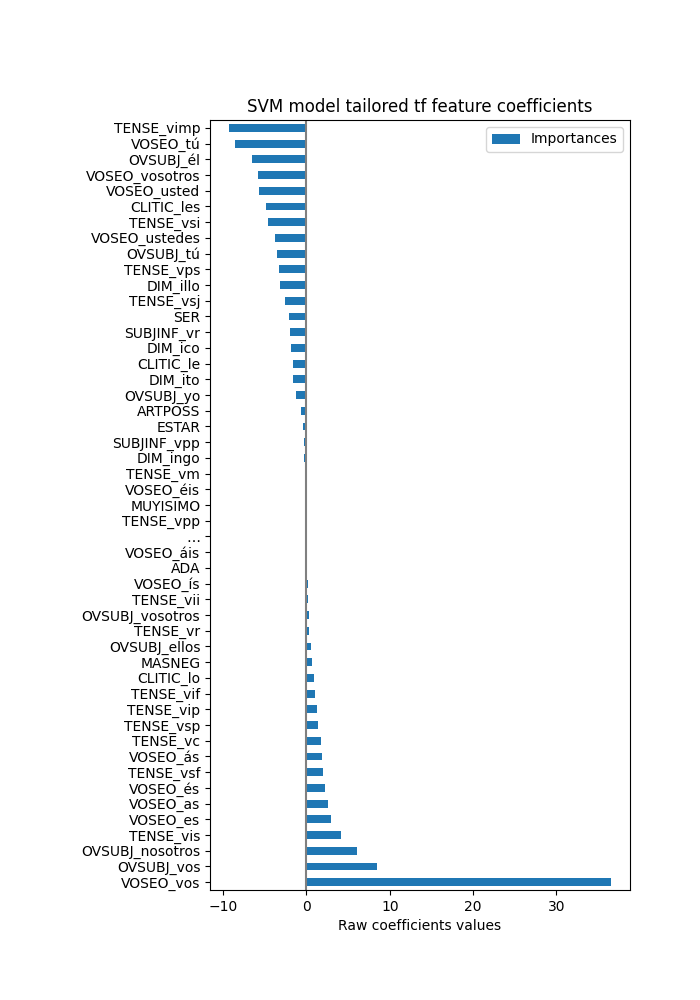 SVM model tailored tf feature coefficients
TENSE_vimp
VOSEO_tú
OVSUBJ_él
VOSEO_vosotros
VOSEO_usted
CLITIC_les
TENSE_vsi
VOSEO_ustedes
OVSUBJ_tú
TENSE_vps
DIM_illo
TENSE_vsj
SER
SUBJINF_vr
DIM_ico
CLITIC_le
DIM_ito
OVSUBJ_yo
ARTPOSS
ESTAR
SUBJINF_vpp
DIM_ingo
TENSE_vm
VOSEO_éis
MUYISIMO
TENSE_vpp
...
VOSEO_áis
ADA
VOSEO_ís
TENSE_vii
OVSUBJ_vosotros
TENSE_vr
OVSUBJ_ellos
MASNEG
CLITIC_lo
TENSE_vif
TENSE_vip
TENSE_vsp
TENSE_vc
VOSEO_ás
TENSE_vsf
VOSEO_és
VOSEO_as
VOSEO_es
TENSE_vis
OVSUBJ_nosotros
OVSUBJ_vos
VOSEO_vos
Importances
−10 0 10 20 30
Raw coefficients values